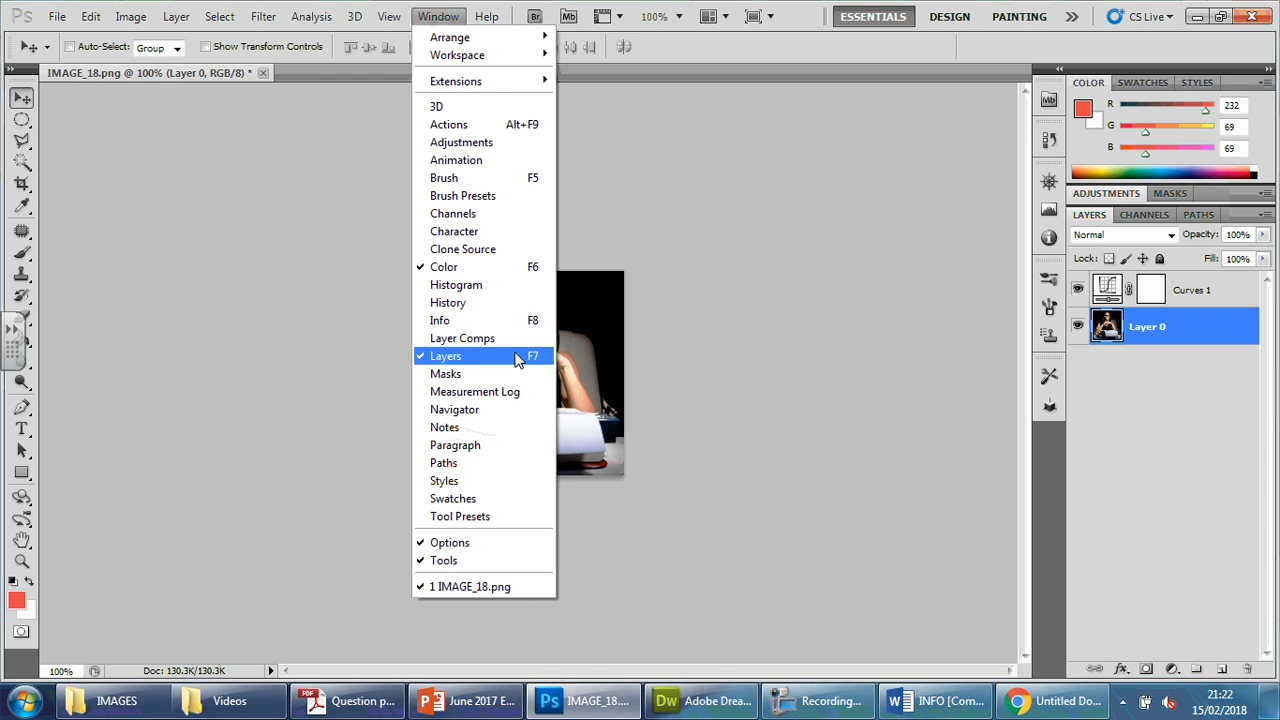 Ps File Edit Image Layer Select Filter Analysis 3D View Window Help Br Mb 100% ESSENTIALS DESIGN PAINTING CS Live
Auto-Select: Group Show Transform Controls
IMAGE_18.png @ 100% (Layer 0, RGB/8) *
Arrange
Workspace
Extensions
3D
Actions Alt+F9
Adjustments
Animation
Brush F5
Brush Presets
Channels
Character
Clone Source
Color F6
Histogram
History
Info F8
Layer Comps
Layers F7
Masks
Measurement Log
Navigator
Notes
Paragraph
Paths
Styles
Swatches
Tool Presets
Options
Tools
1 IMAGE_18.png
Mb
COLOR SWATCHES STYLES
R 232
G 69
B 69
ADJUSTMENTS MASKS
LAYERS CHANNELS PATHS
Normal Opacity: 100%
Lock: Fill: 100%
Curves 1
Layer 0
100% Doc: 130.3K/130.3K
IMAGES Videos Question p... June 2017 E... Ps IMAGE_18.... Dw Adobe Drea... Recording... INFO [Com... Untitled Do...
21:22
15/02/2018